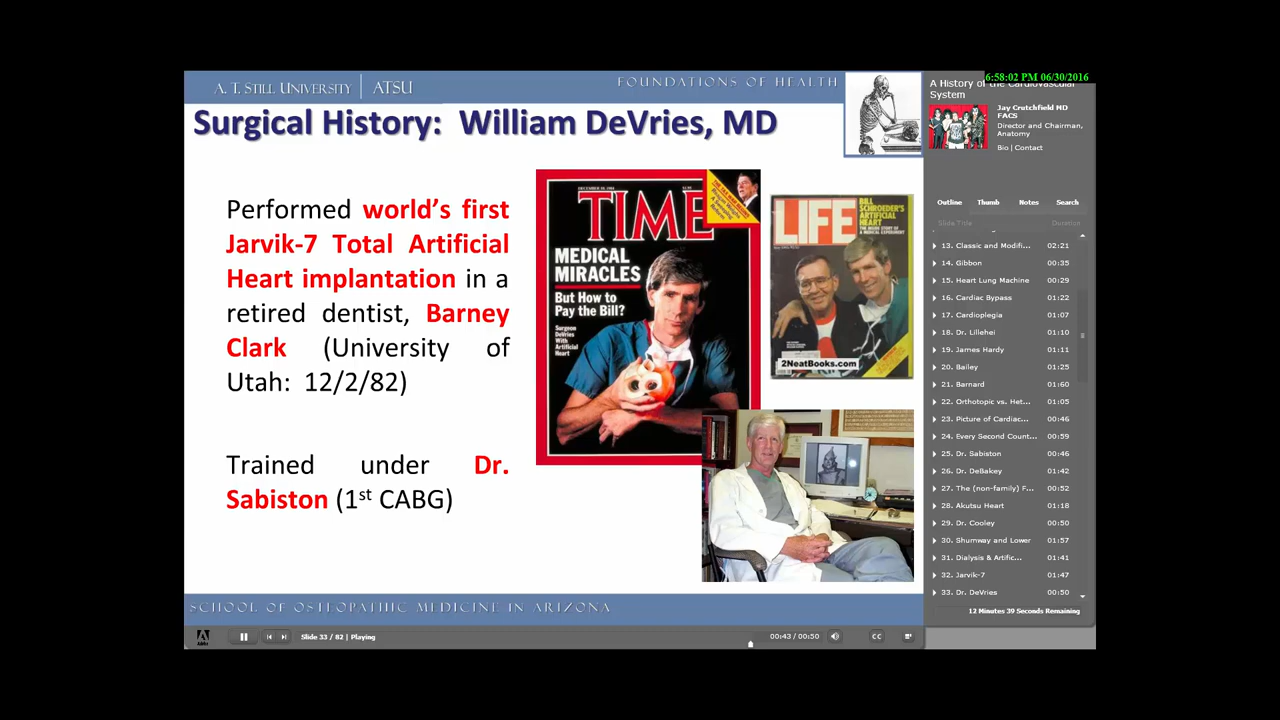 6:58:02 PM 06/30/2016
A. T. STILL UNIVERSITY | ATSU
FOUNDATIONS OF HEALTH
Surgical History: William DeVries, MD
Performed world's first
Jarvik-7 Total Artificial
Heart implantation in a
retired dentist, Barney
Clark (University of
Utah: 12/2/82)
Trained under Dr.
Sabiston (1st CABG)
TIME
MEDICAL
MIRACLES
But How to
Pay the Bill?
Surgeon
DeVries
With
Artificial
Heart
LIFE
BILL
SCHROEDER'S
ARTIFICIAL
HEART
2NeatBooks.com
SCHOOL OF OSTEOPATHIC MEDICINE IN ARIZONA
A History of the Cardiovascular
System
Jay Crutchfield MD
FACS
Director and Chairman,
Anatomy
Bio | Contact
Outline Thumb Notes Search
Slide Title Duration
13. Classic and Modifi... 02:21
14. Gibbon 00:35
15. Heart Lung Machine 00:29
16. Cardiac Bypass 01:22
17. Cardioplegia 01:07
18. Dr. Lillehei 01:10
19. James Hardy 01:11
20. Bailey 01:25
21. Barnard 01:60
22. Orthotopic vs. Het... 01:05
23. Picture of Cardiac... 00:46
24. Every Second Count... 00:59
25. Dr. Sabiston 00:46
26. Dr. DeBakey 01:42
27. The (non-family) F... 00:52
28. Akutsu Heart 01:18
29. Dr. Cooley 00:50
30. Shumway and Lower 01:57
31. Dialysis & Artific... 01:41
32. Jarvik-7 01:47
33. Dr. DeVries 00:50
12 Minutes 39 Seconds Remaining
Adobe
Slide 33 / 82 | Playing
00:43 / 00:50
CC